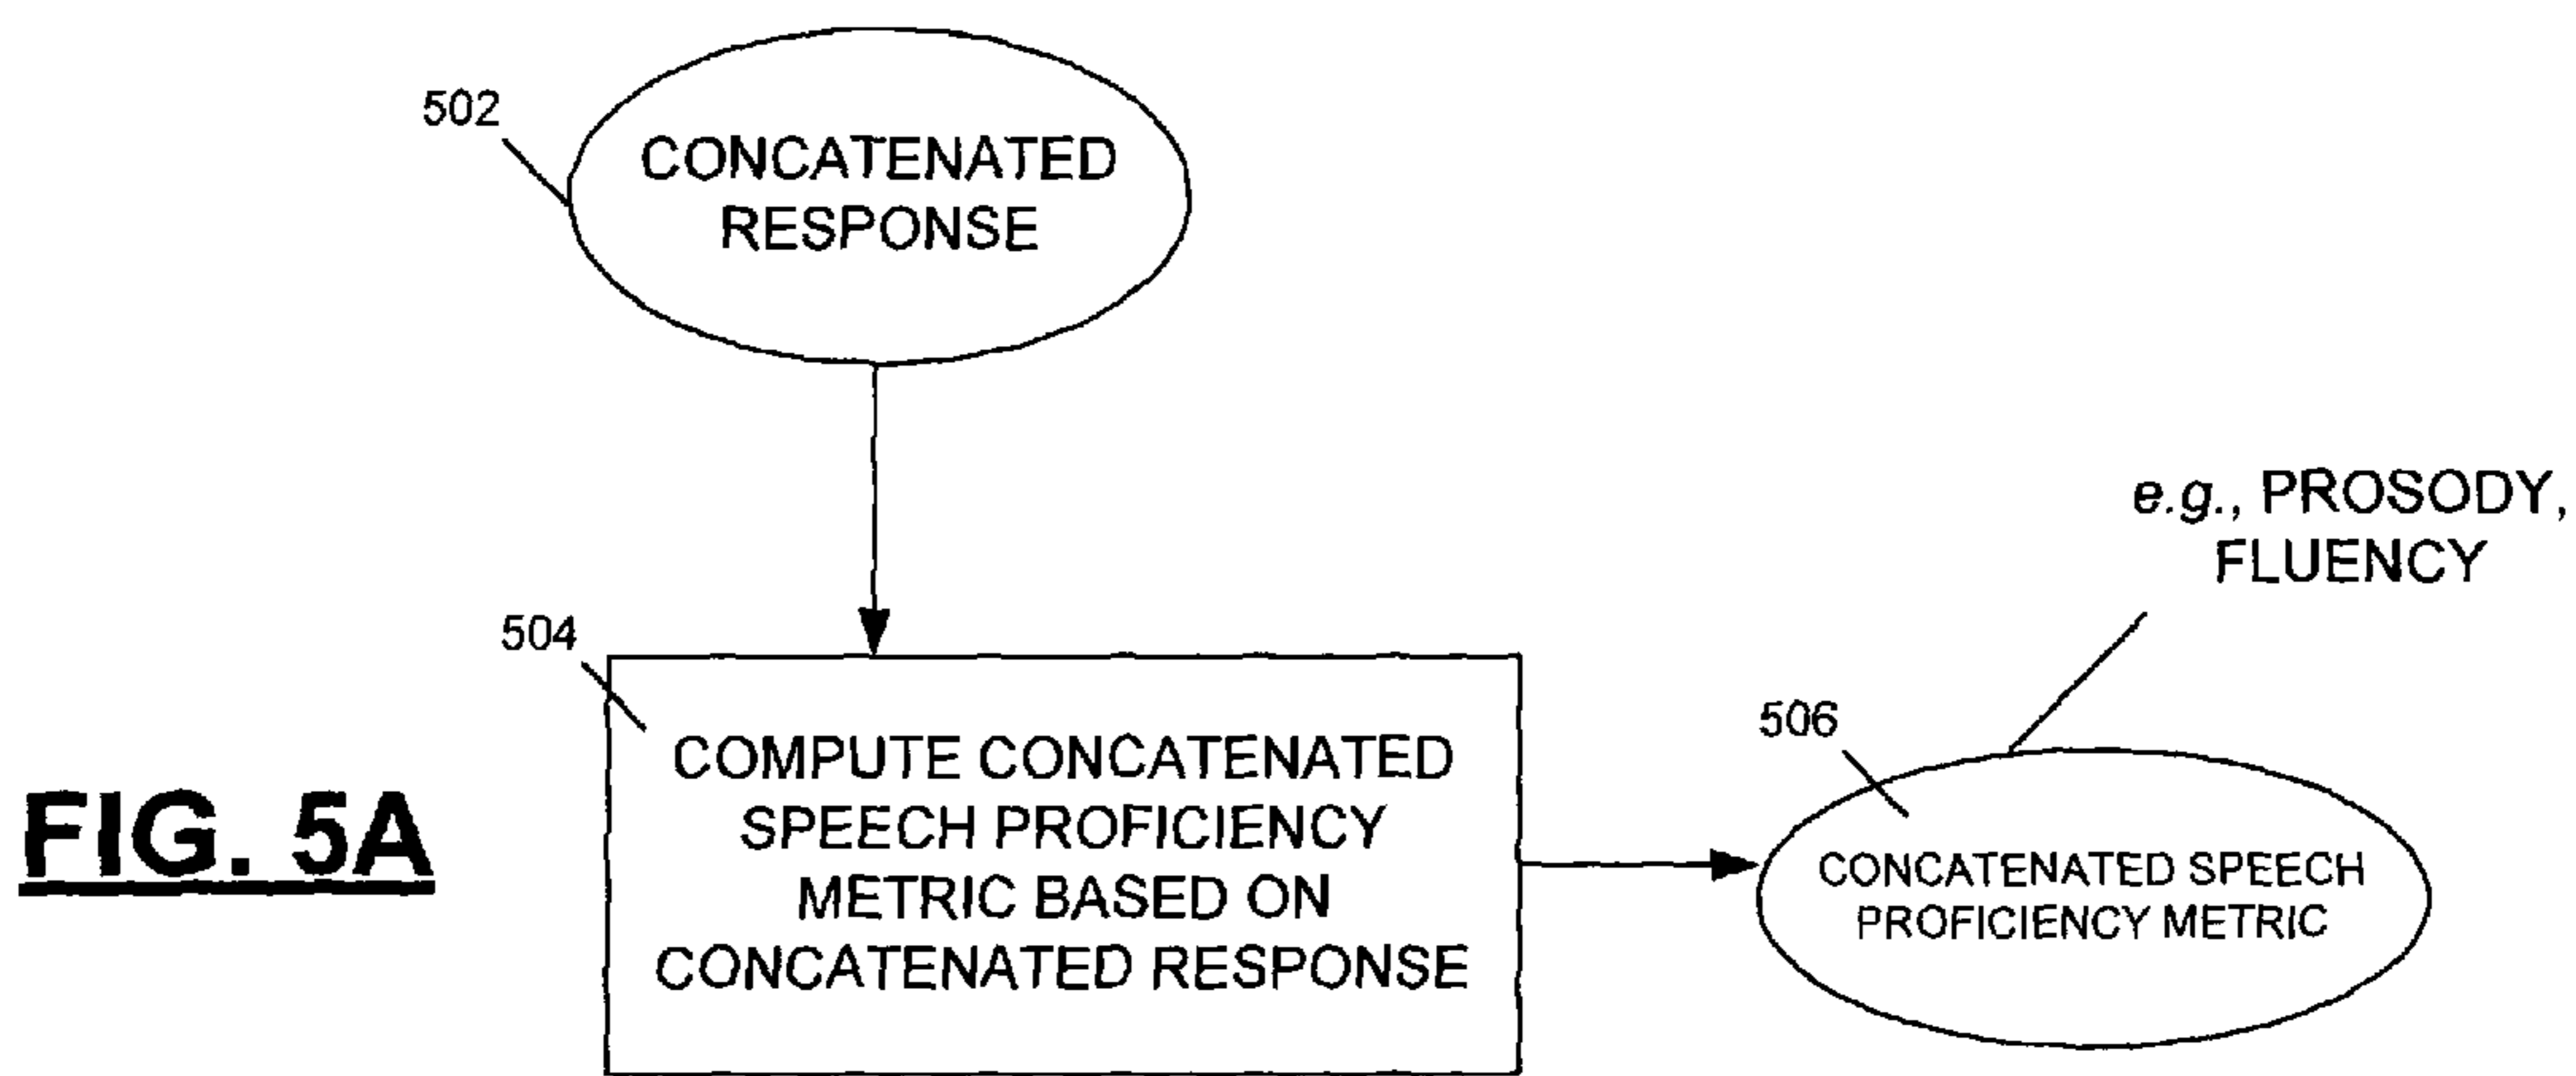 502
CONCATENATED
RESPONSE
e.g., PROSODY,
FLUENCY
504
506
COMPUTE CONCATENATED
SPEECH PROFICIENCY
METRIC BASED ON
CONCATENATED RESPONSE
CONCATENATED SPEECH
PROFICIENCY METRIC
FIG. 5A